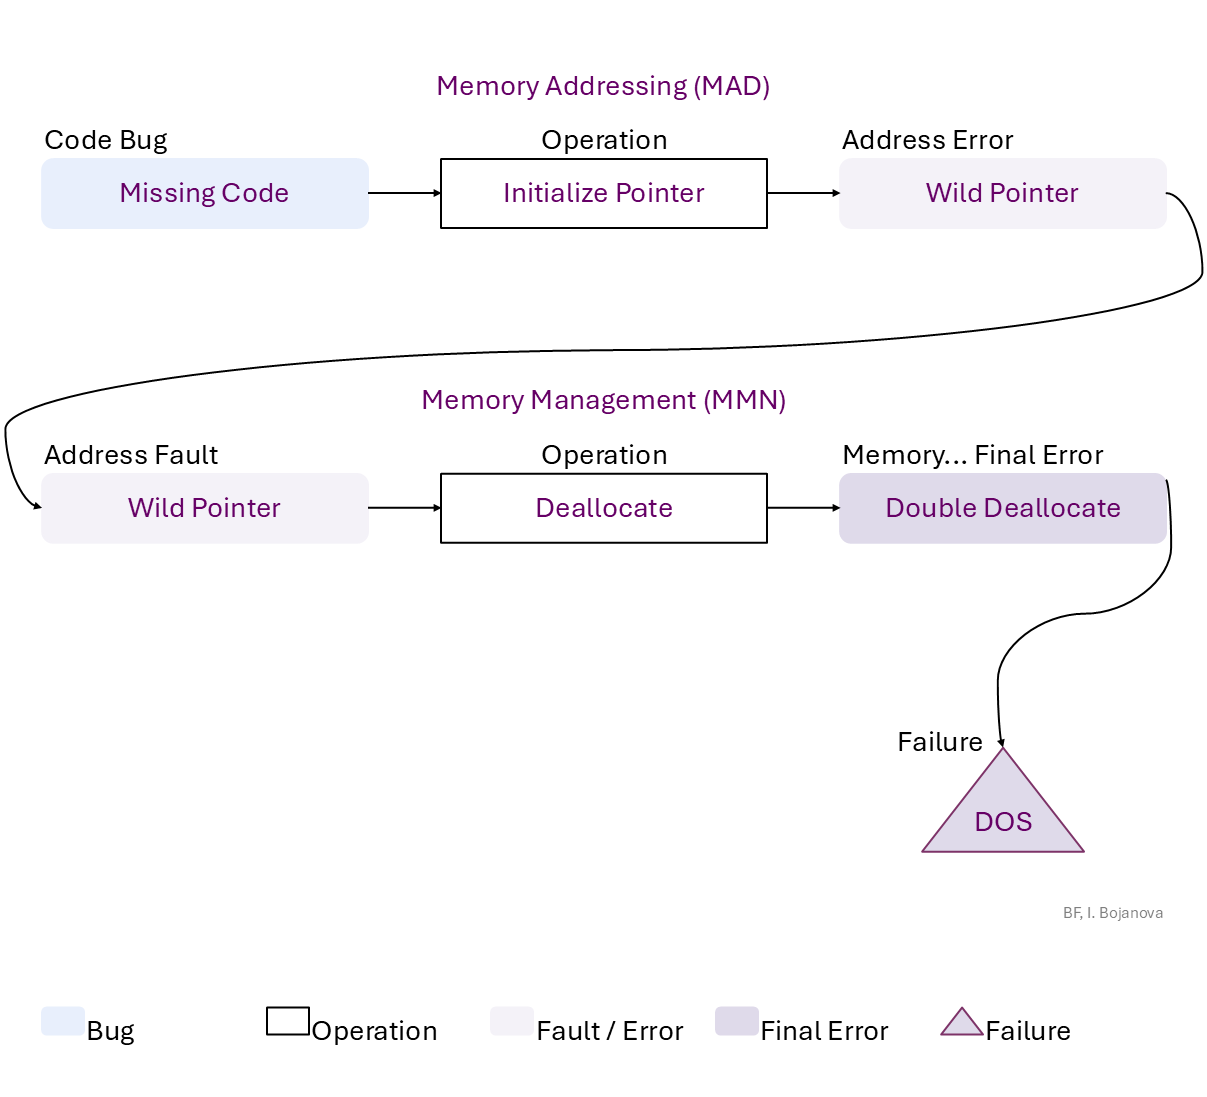 Memory Addressing (MAD)
Code Bug
Operation
Address Error
Missing Code
Initialize Pointer
Wild Pointer
Memory Management (MMN)
Address Fault
Operation
Memory... Final Error
Wild Pointer
Deallocate
Double Deallocate
Failure
DOS
BF, I. Bojanova
Bug
Operation
Fault / Error
Final Error
Failure